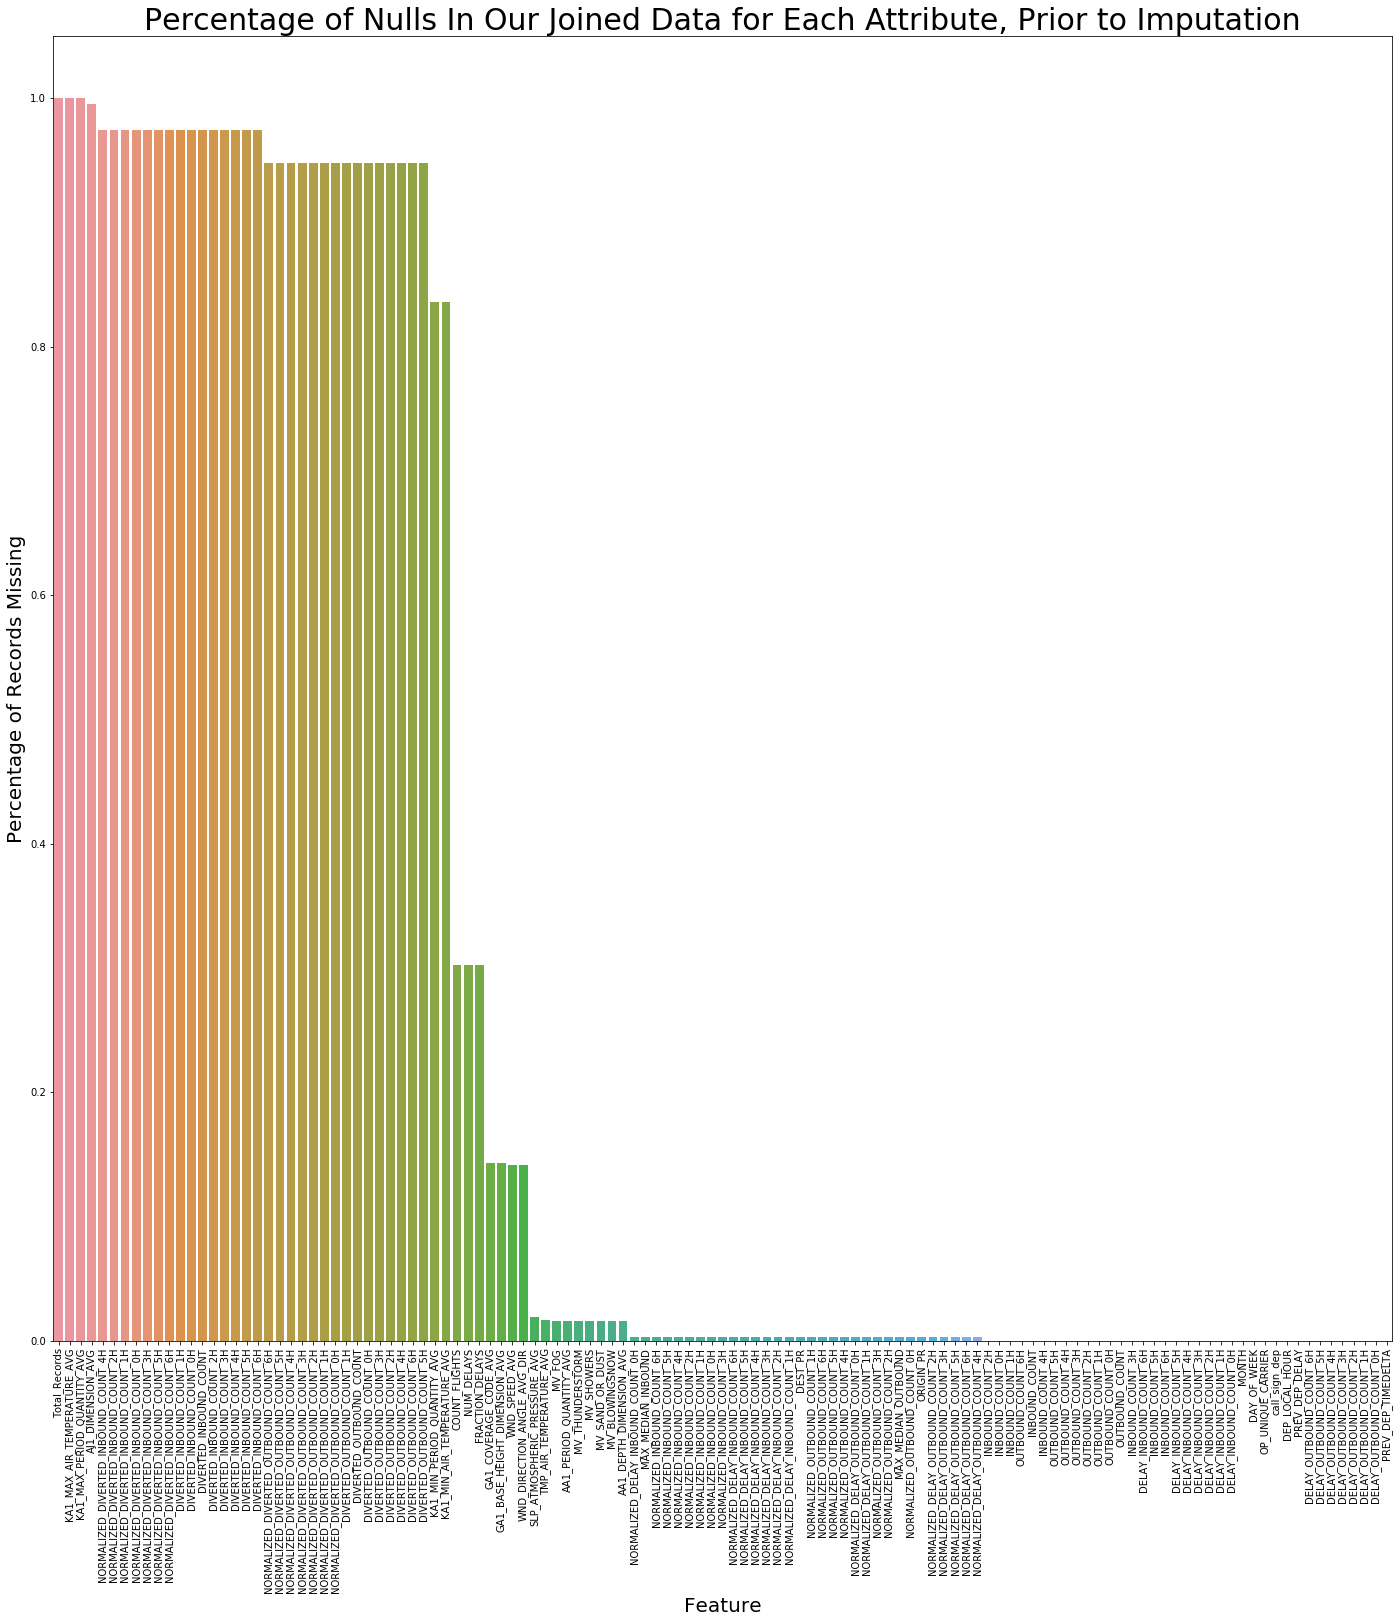 Percentage of Nulls In Our Joined Data for Each Attribute, Prior to Imputation
Percentage of Records Missing
1.0
0.8
0.6
0.4
0.2
0.0
Total Records
KA1_MAX_AIR_TEMPERATURE_AVG
KA1_MAX_PERIOD_QUANTITY_AVG
AJ1_DIMENSION_AVG
NORMALIZED_DIVERTED_INBOUND_COUNT_4H
NORMALIZED_DIVERTED_INBOUND_COUNT_2H
NORMALIZED_DIVERTED_INBOUND_COUNT_1H
NORMALIZED_DIVERTED_INBOUND_COUNT_0H
NORMALIZED_DIVERTED_INBOUND_COUNT_3H
NORMALIZED_DIVERTED_INBOUND_COUNT_5H
NORMALIZED_DIVERTED_INBOUND_COUNT_6H
DIVERTED_INBOUND_COUNT_1H
DIVERTED_INBOUND_COUNT_0H
DIVERTED_INBOUND_COUNT
DIVERTED_INBOUND_COUNT_2H
DIVERTED_INBOUND_COUNT_3H
DIVERTED_INBOUND_COUNT_4H
DIVERTED_INBOUND_COUNT_5H
DIVERTED_INBOUND_COUNT_6H
NORMALIZED_DIVERTED_OUTBOUND_COUNT_6H
NORMALIZED_DIVERTED_OUTBOUND_COUNT_5H
NORMALIZED_DIVERTED_OUTBOUND_COUNT_4H
NORMALIZED_DIVERTED_OUTBOUND_COUNT_3H
NORMALIZED_DIVERTED_OUTBOUND_COUNT_2H
NORMALIZED_DIVERTED_OUTBOUND_COUNT_1H
NORMALIZED_DIVERTED_OUTBOUND_COUNT_0H
DIVERTED_OUTBOUND_COUNT_1H
DIVERTED_OUTBOUND_COUNT
DIVERTED_OUTBOUND_COUNT_0H
DIVERTED_OUTBOUND_COUNT_3H
DIVERTED_OUTBOUND_COUNT_2H
DIVERTED_OUTBOUND_COUNT_4H
DIVERTED_OUTBOUND_COUNT_6H
DIVERTED_OUTBOUND_COUNT_5H
KA1_MIN_PERIOD_QUANTITY_AVG
KA1_MIN_AIR_TEMPERATURE_AVG
COUNT_FLIGHTS
NUM_DELAYS
FRACTION_DELAYS
GA1_COVERAGE_CODE_AVG
GA1_BASE_HEIGHT_DIMENSION_AVG
WND_SPEED_AVG
WND_DIRECTION_ANGLE_AVG_DIR
SLP_ATMOSPHERIC_PRESSURE_AVG
TMP_AIR_TEMPERATURE_AVG
MV_FOG
AA1_PERIOD_QUANTITY_AVG
MV_THUNDERSTORM
MV_SHOWERS
MV_SAND_OR_DUST
MV_BLOWINGSNOW
AA1_DEPTH_DIMENSION_AVG
NORMALIZED_DELAY_INBOUND_COUNT_0H
MAX_MEDIAN_INBOUND
NORMALIZED_INBOUND_COUNT_6H
NORMALIZED_INBOUND_COUNT_5H
NORMALIZED_INBOUND_COUNT_4H
NORMALIZED_INBOUND_COUNT_2H
NORMALIZED_INBOUND_COUNT_1H
NORMALIZED_INBOUND_COUNT_0H
NORMALIZED_INBOUND_COUNT_3H
NORMALIZED_DELAY_INBOUND_COUNT_6H
NORMALIZED_DELAY_INBOUND_COUNT_5H
NORMALIZED_DELAY_INBOUND_COUNT_4H
NORMALIZED_DELAY_INBOUND_COUNT_3H
NORMALIZED_DELAY_INBOUND_COUNT_2H
NORMALIZED_DELAY_INBOUND_COUNT_1H
DEST_PR
NORMALIZED_OUTBOUND_COUNT_1H
NORMALIZED_OUTBOUND_COUNT_6H
NORMALIZED_OUTBOUND_COUNT_5H
NORMALIZED_OUTBOUND_COUNT_4H
NORMALIZED_DELAY_OUTBOUND_COUNT_0H
NORMALIZED_DELAY_OUTBOUND_COUNT_1H
NORMALIZED_OUTBOUND_COUNT_3H
NORMALIZED_OUTBOUND_COUNT_2H
MAX_MEDIAN_OUTBOUND
NORMALIZED_OUTBOUND_COUNT_0H
ORIGIN_PR
NORMALIZED_DELAY_OUTBOUND_COUNT_2H
NORMALIZED_DELAY_OUTBOUND_COUNT_3H
NORMALIZED_DELAY_OUTBOUND_COUNT_5H
NORMALIZED_DELAY_OUTBOUND_COUNT_6H
NORMALIZED_DELAY_OUTBOUND_COUNT_4H
INBOUND_COUNT_2H
INBOUND_COUNT_0H
INBOUND_COUNT_1H
OUTBOUND_COUNT_6H
INBOUND_COUNT
INBOUND_COUNT_4H
OUTBOUND_COUNT_5H
OUTBOUND_COUNT_4H
OUTBOUND_COUNT_3H
OUTBOUND_COUNT_2H
OUTBOUND_COUNT_1H
OUTBOUND_COUNT_0H
OUTBOUND_COUNT
INBOUND_COUNT_3H
DELAY_INBOUND_COUNT_6H
INBOUND_COUNT_5H
INBOUND_COUNT_6H
DELAY_INBOUND_COUNT_5H
DELAY_INBOUND_COUNT_4H
DELAY_INBOUND_COUNT_3H
DELAY_INBOUND_COUNT_2H
DELAY_INBOUND_COUNT_1H
DELAY_INBOUND_COUNT_0H
MONTH
DAY_OF_WEEK
OP_UNIQUE_CARRIER
call_sign_dep
DEP_LOCAL_HOUR
PREV_DEP_DELAY
DELAY_OUTBOUND_COUNT_6H
DELAY_OUTBOUND_COUNT_5H
DELAY_OUTBOUND_COUNT_4H
DELAY_OUTBOUND_COUNT_3H
DELAY_OUTBOUND_COUNT_2H
DELAY_OUTBOUND_COUNT_1H
DELAY_OUTBOUND_COUNT_0H
PREV_DEP_TIMEDELTA
Feature